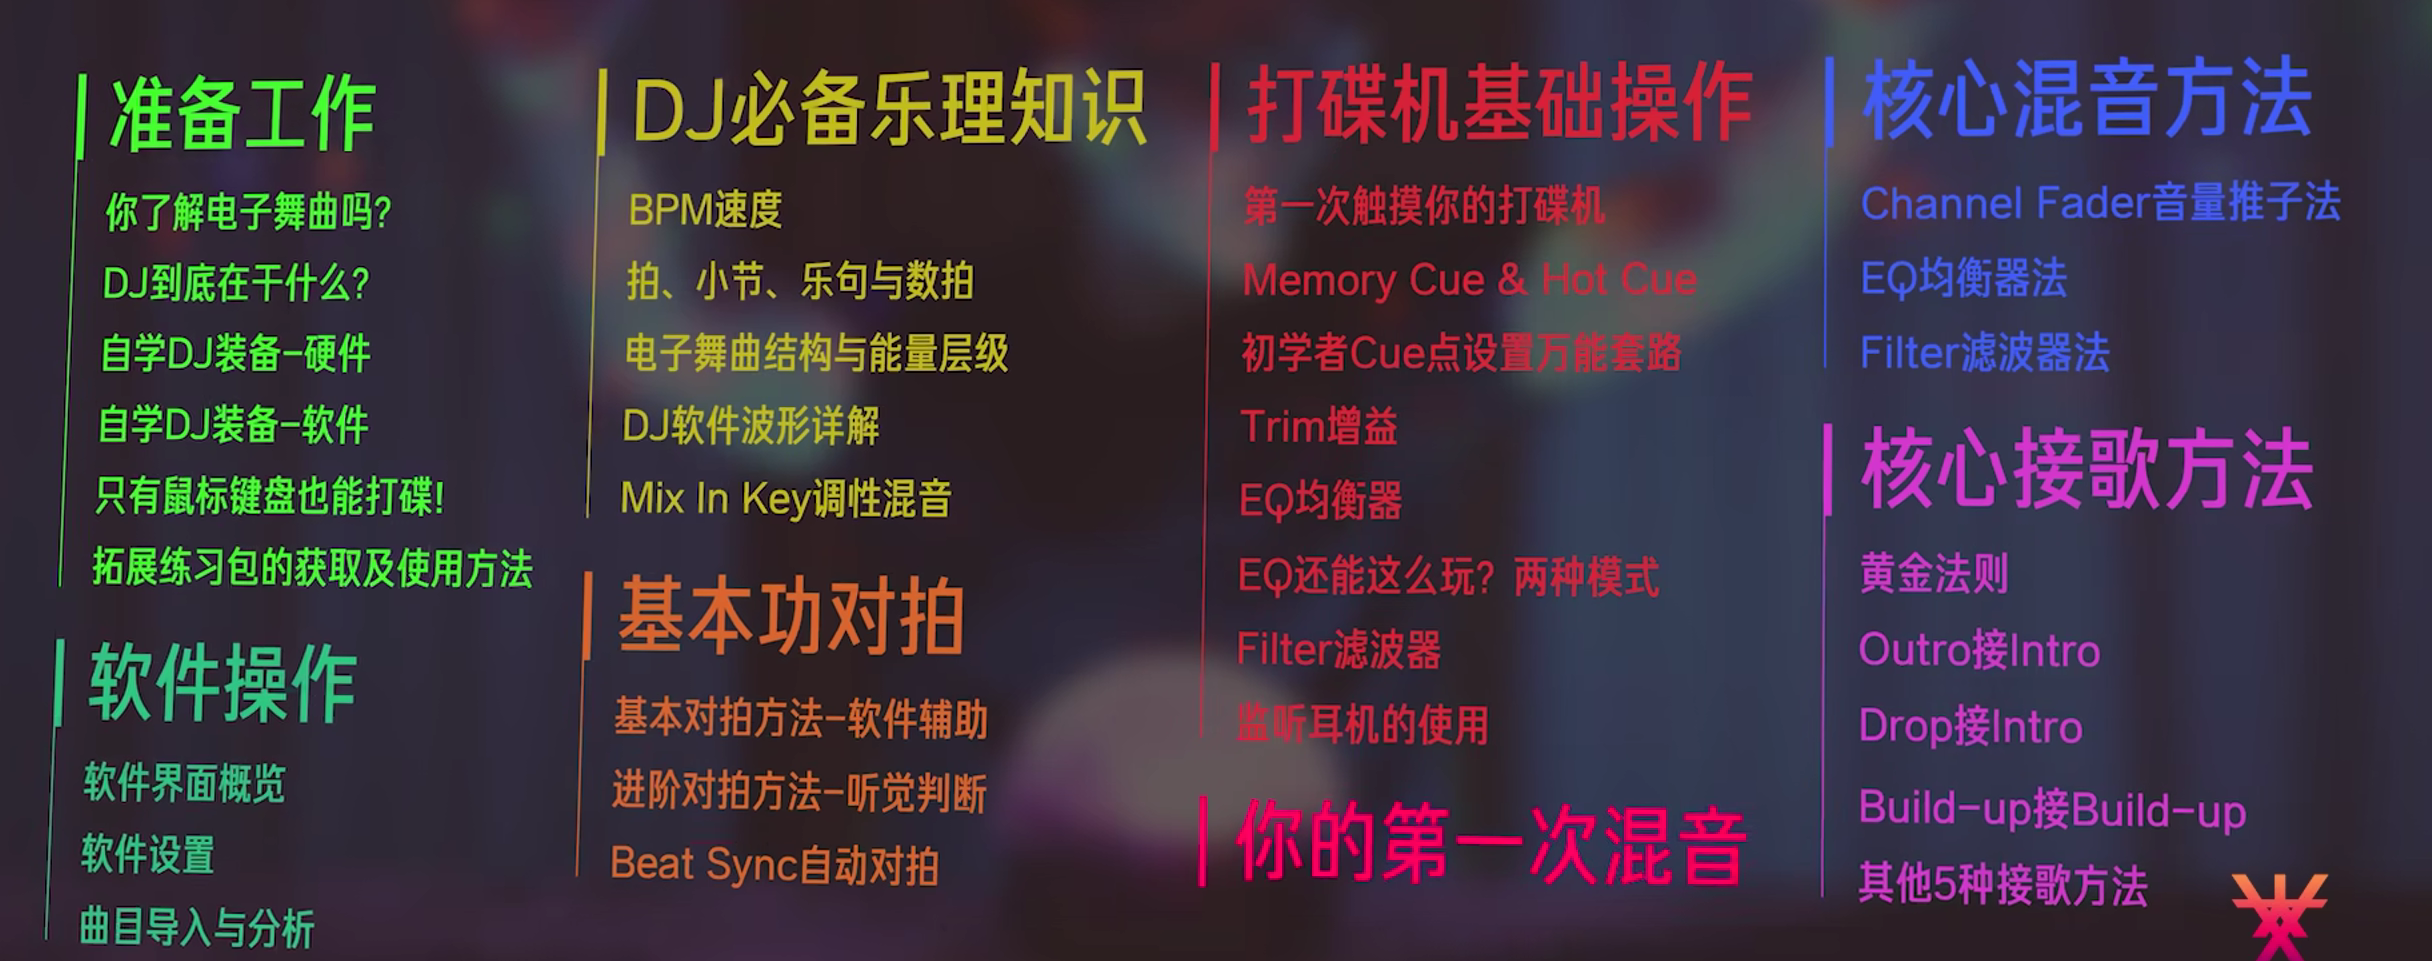 准备工作
你了解电子舞曲吗?
DJ到底在干什么?
自学DJ装备-硬件
自学DJ装备-软件
只有鼠标键盘也能打碟!
拓展练习包的获取及使用方法
软件操作
软件界面概览
软件设置
曲目导入与分析
DJ必备乐理知识
BPM速度
拍、小节、乐句与数拍
电子舞曲结构与能量层级
DJ软件波形详解
Mix In Key调性混音
基本功对拍
基本对拍方法-软件辅助
进阶对拍方法-听觉判断
Beat Sync自动对拍
打碟机基础操作
第一次触摸你的打碟机
Memory Cue & Hot Cue
初学者Cue点设置万能套路
Trim增益
EQ均衡器
EQ还能这么玩? 两种模式
Filter滤波器
监听耳机的使用
你的第一次混音
核心混音方法
Channel Fader音量推子法
EQ均衡器法
Filter滤波器法
核心接歌方法
黄金法则
Outro接Intro
Drop接Intro
Build-up接Build-up
其他5种接歌方法